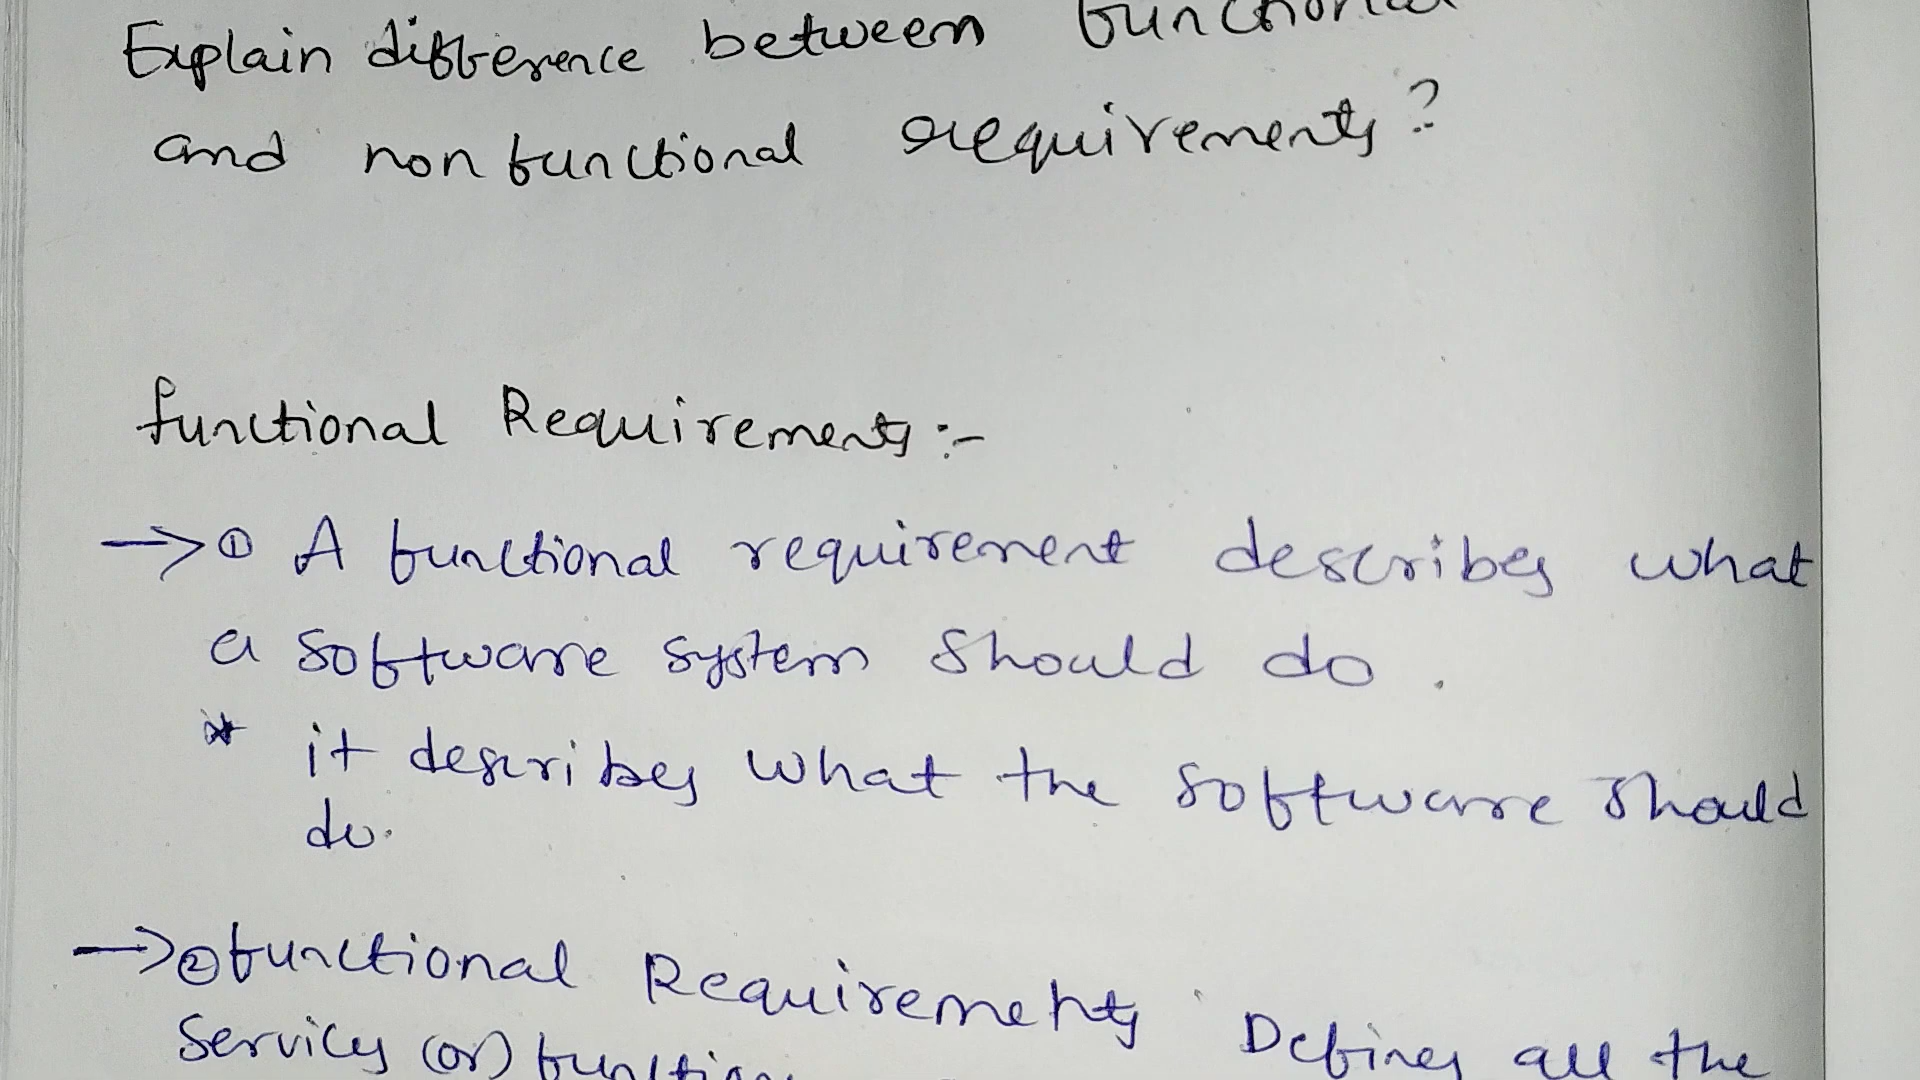 Explain difference between functional
and non functional requirements?
functional Requirements:-
→① A functional requirement describes what
a software system should do.
* it describes what the software should
do.
→② functional Requirements Defines all the
Services (or)